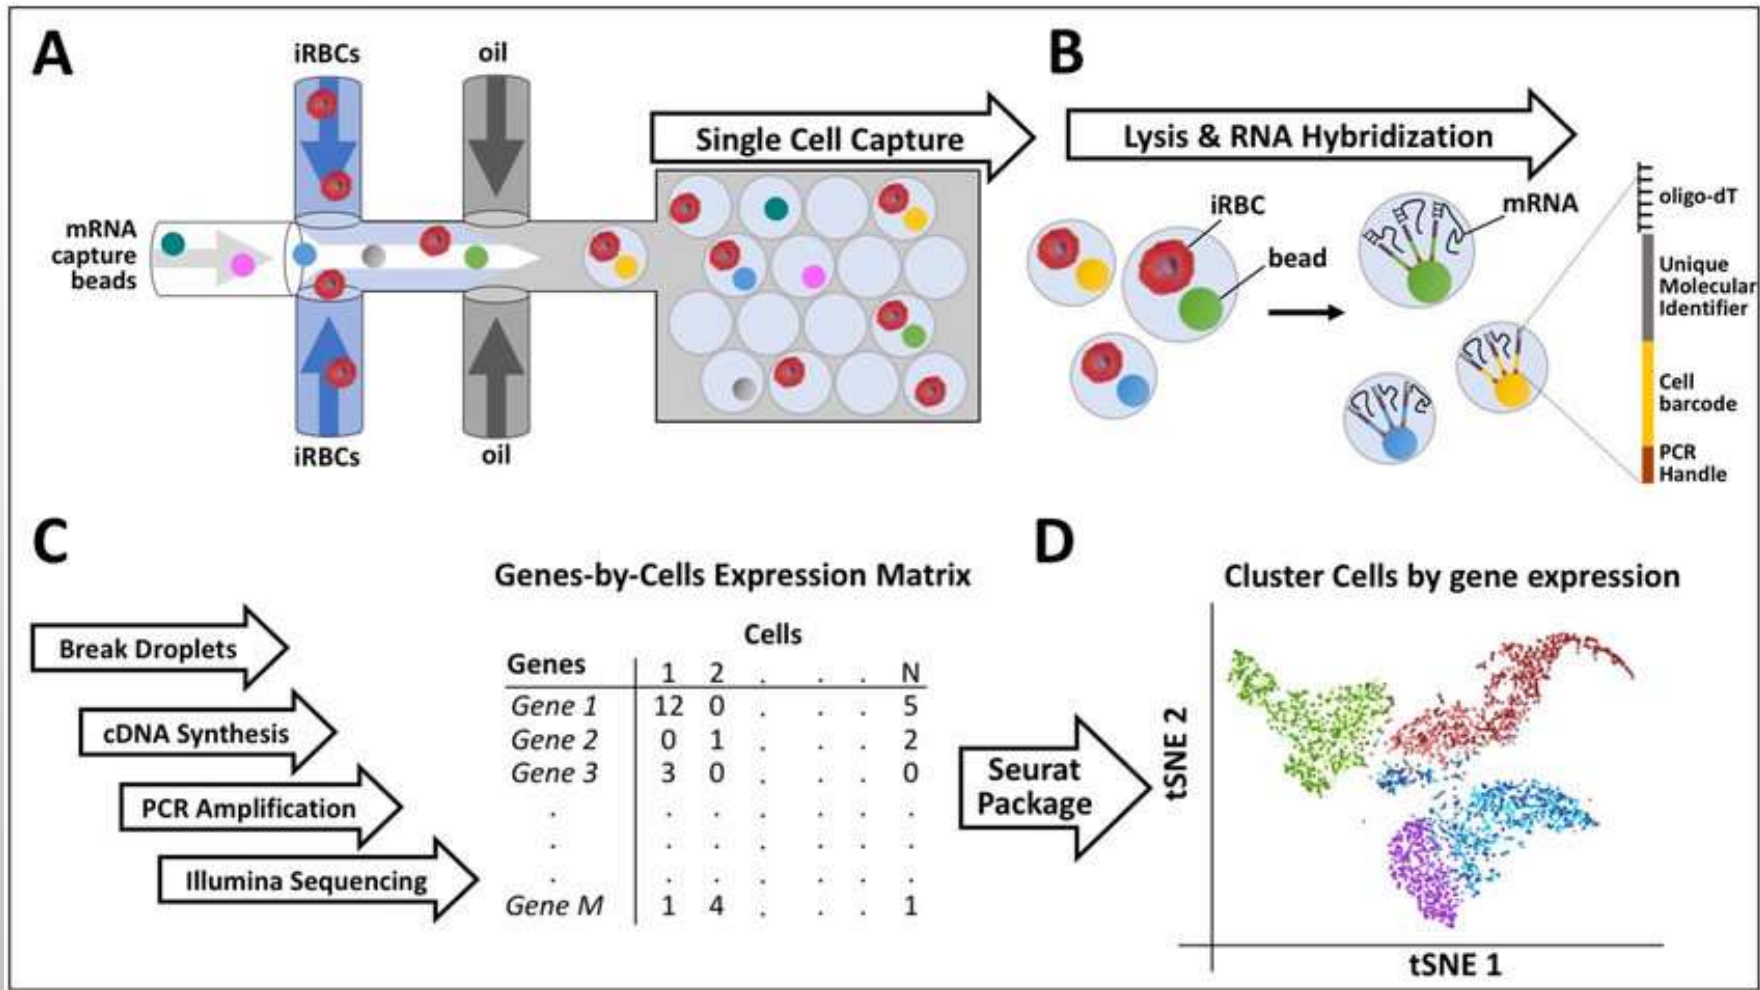 A
iRBCs
oil
mRNA
capture
beads
iRBCs
oil
Single Cell Capture
B
Lysis & RNA Hybridization
iRBC
bead
mRNA
TTTTT
oligo-dT
Unique
Molecular
Identifier
Cell
barcode
PCR
Handle
C
Break Droplets
cDNA Synthesis
PCR Amplification
Illumina Sequencing
Genes-by-Cells Expression Matrix
Cells
Genes 1 2 . . . N
Gene 1 12 0 . . . 5
Gene 2 0 1 . . . 2
Gene 3 3 0 . . . 0
. . . . . . .
. . . . . . .
. . . . . . .
Gene M 1 4 . . . 1
Seurat
Package
D
Cluster Cells by gene expression
tSNE 2
tSNE 1